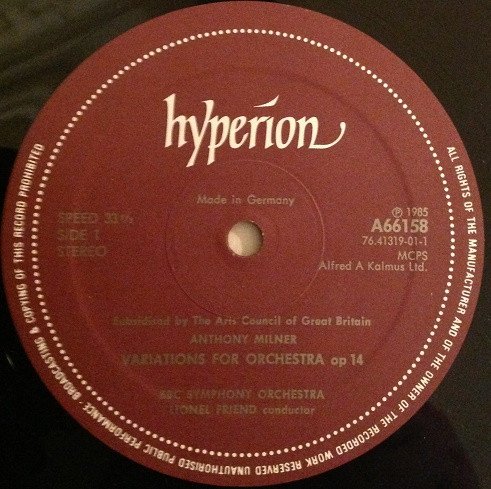 hyperion
Made in Germany
SPEED 33⅓
SIDE 1
STEREO
℗ 1985
A66158
76.41319-01-1
MCPS
Alfred A Kalmus Ltd.
Subsidised by The Arts Council of Great Britain
ANTHONY MILNER
VARIATIONS FOR ORCHESTRA op 14
BBC SYMPHONY ORCHESTRA
LIONEL FRIEND conductor
ALL RIGHTS OF THE MANUFACTURER AND OF THE OWNER OF THE RECORDED WORK RESERVED UNAUTHORISED PUBLIC PERFORMANCE BROADCASTING & COPYING OF THIS RECORD PROHIBITED